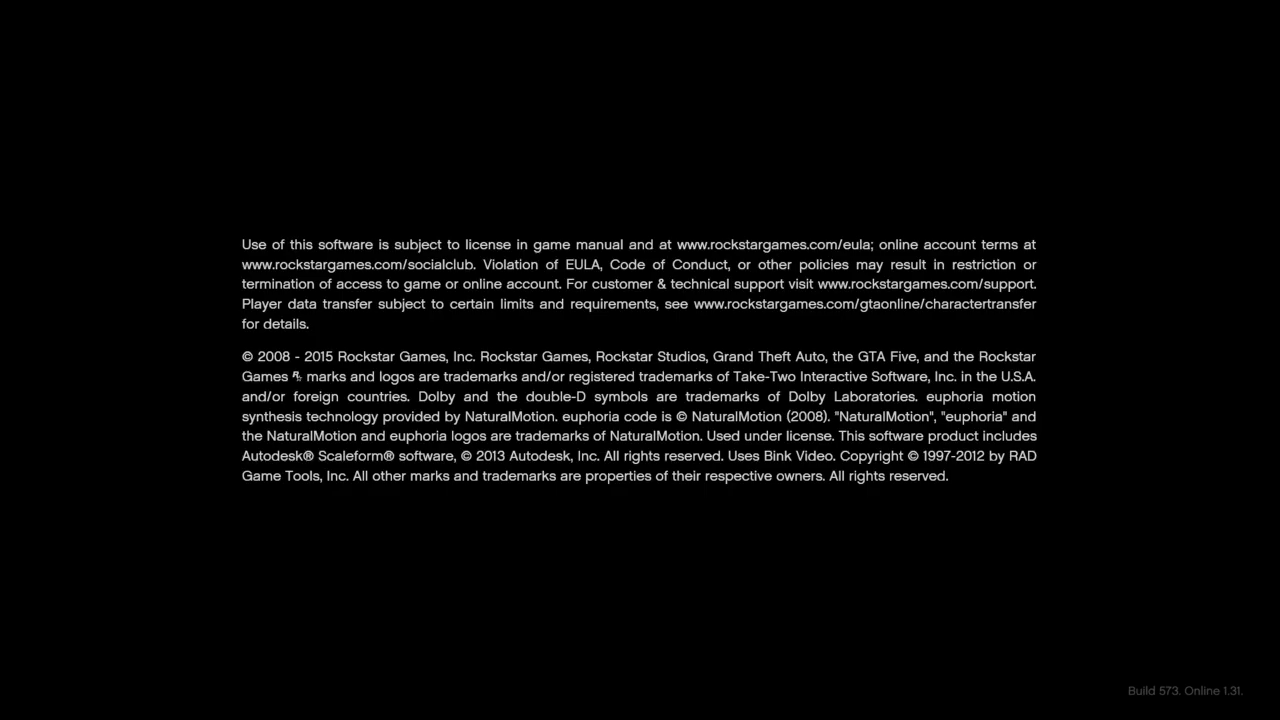 Use of this software is subject to license in game manual and at www.rockstargames.com/eula; online account terms at
www.rockstargames.com/socialclub. Violation of EULA, Code of Conduct, or other policies may result in restriction or
termination of access to game or online account. For customer & technical support visit www.rockstargames.com/support.
Player data transfer subject to certain limits and requirements, see www.rockstargames.com/gtaonline/charactertransfer
for details.
© 2008 - 2015 Rockstar Games, Inc. Rockstar Games, Rockstar Studios, Grand Theft Auto, the GTA Five, and the Rockstar
Games R* marks and logos are trademarks and/or registered trademarks of Take-Two Interactive Software, Inc. in the U.S.A.
and/or foreign countries. Dolby and the double-D symbols are trademarks of Dolby Laboratories. euphoria motion
synthesis technology provided by NaturalMotion. euphoria code is © NaturalMotion (2008). "NaturalMotion", "euphoria" and
the NaturalMotion and euphoria logos are trademarks of NaturalMotion. Used under license. This software product includes
Autodesk® Scaleform® software, © 2013 Autodesk, Inc. All rights reserved. Uses Bink Video. Copyright © 1997-2012 by RAD
Game Tools, Inc. All other marks and trademarks are properties of their respective owners. All rights reserved.
Build 573. Online 1.31.